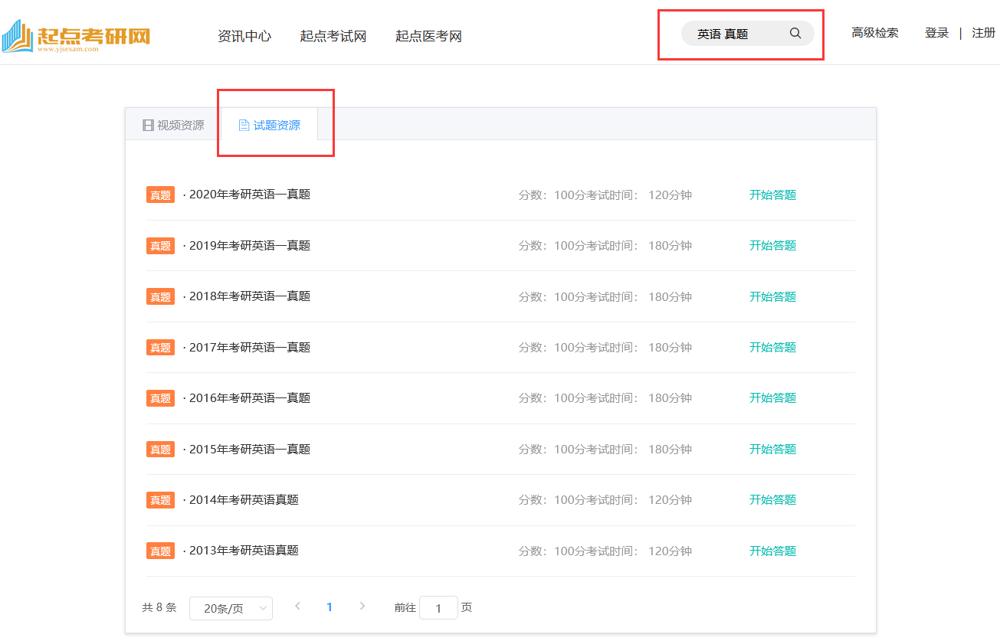 起点考研网
www.yjsexam.com
资讯中心 起点考试网 起点医考网 英语 真题 高级检索 登录 | 注册
视频资源 试题资源
真题 · 2020年考研英语一真题 分数：100分考试时间： 120分钟 开始答题
真题 · 2019年考研英语一真题 分数：100分考试时间： 180分钟 开始答题
真题 · 2018年考研英语一真题 分数：100分考试时间： 180分钟 开始答题
真题 · 2017年考研英语一真题 分数：100分考试时间： 180分钟 开始答题
真题 · 2016年考研英语一真题 分数：100分考试时间： 180分钟 开始答题
真题 · 2015年考研英语一真题 分数：100分考试时间： 180分钟 开始答题
真题 · 2014年考研英语真题 分数：100分考试时间： 120分钟 开始答题
真题 · 2013年考研英语真题 分数：100分考试时间： 120分钟 开始答题
共 8 条 20条/页 1 前往 1 页